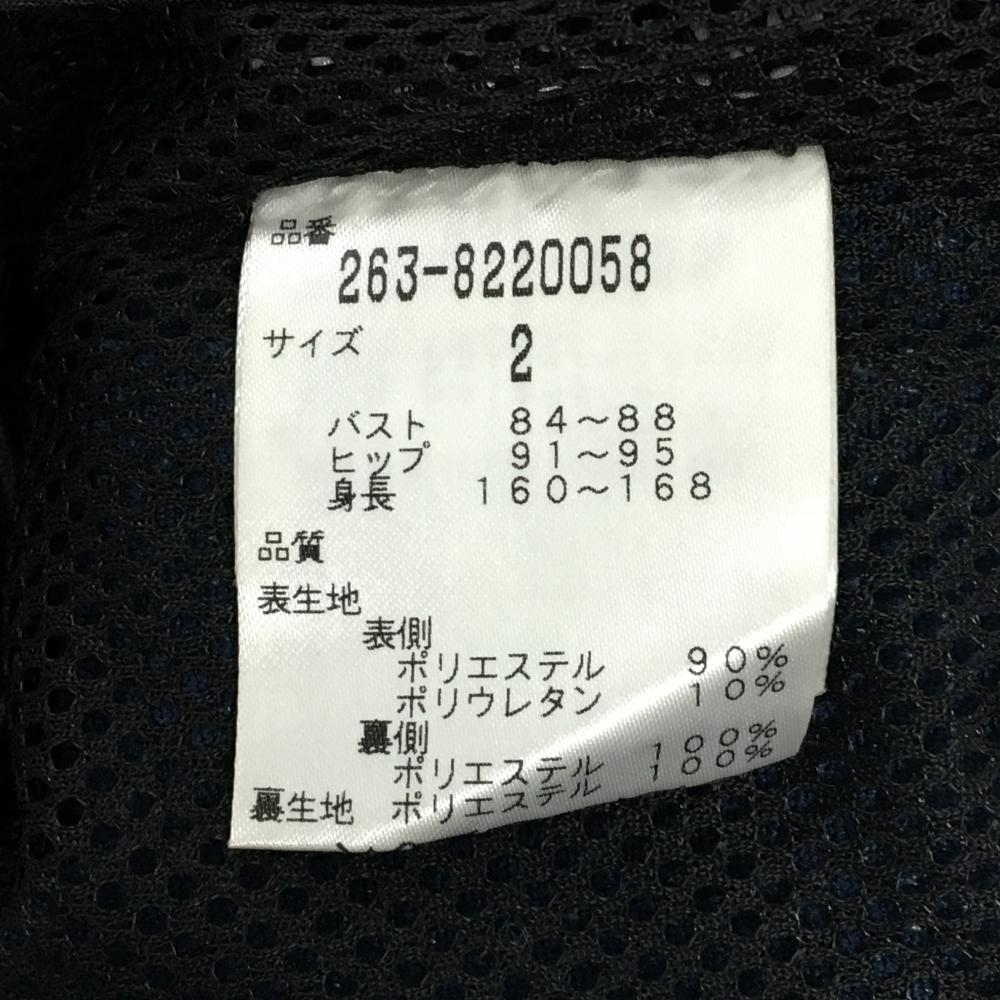 品番
263-8220058
サイズ 2
バスト 84～88
ヒップ 91～95
身長 160～168
品質
表生地
表側
ポリエステル 90%
ポリウレタン 10%
裏側
ポリエステル 100%
裏生地 ポリエステル 100%